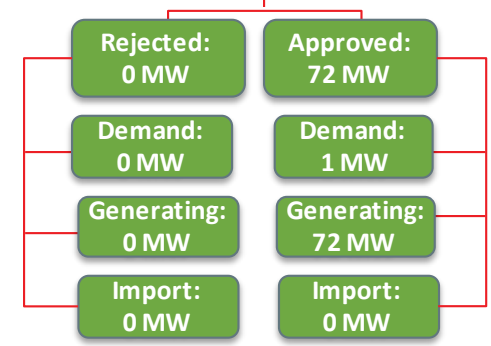 Rejected:
0 MW
Approved:
72 MW
Demand:
0 MW
Demand:
1 MW
Generating:
0 MW
Generating:
72 MW
Import:
0 MW
Import:
0 MW